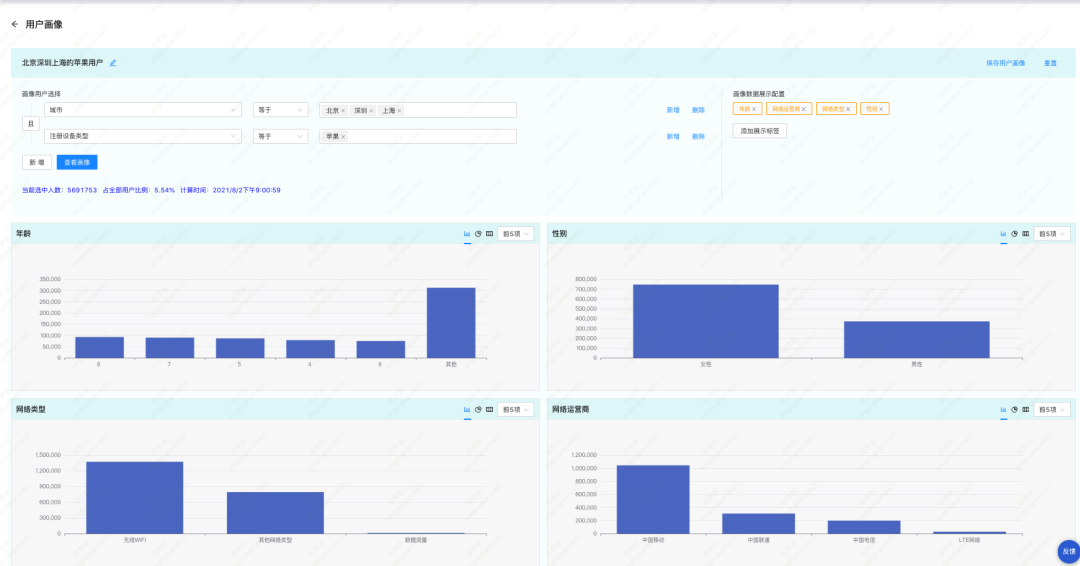 ← 用户画像
北京深圳上海的苹果用户 保存用户画像 重置
画像用户选择 画像数据展示配置
城市 等于 北京 × 深圳 × 上海 × 新增 删除
年龄 × 网络运营商 × 网络类型 × 性别 ×
且
添加展示标签
注册设备类型 等于 苹果 × 新增 删除
新增 查看画像
当前选中人数：5691753 占全部用户比例：5.54% 计算时间：2021/8/2下午9:00:59
年龄 前5项
350,000
300,000
250,000
200,000
150,000
100,000
50,000
0
6 7 5 4 8 其他
性别 前5项
800,000
700,000
600,000
500,000
400,000
300,000
200,000
100,000
0
女性 男性
网络类型 前5项
1,500,000
1,200,000
900,000
600,000
300,000
0
无线WIFI 其他网络类型 数据流量
网络运营商 前5项
1,200,000
1,000,000
800,000
600,000
400,000
200,000
0
中国移动 中国联通 中国电信 LTE网络
反馈